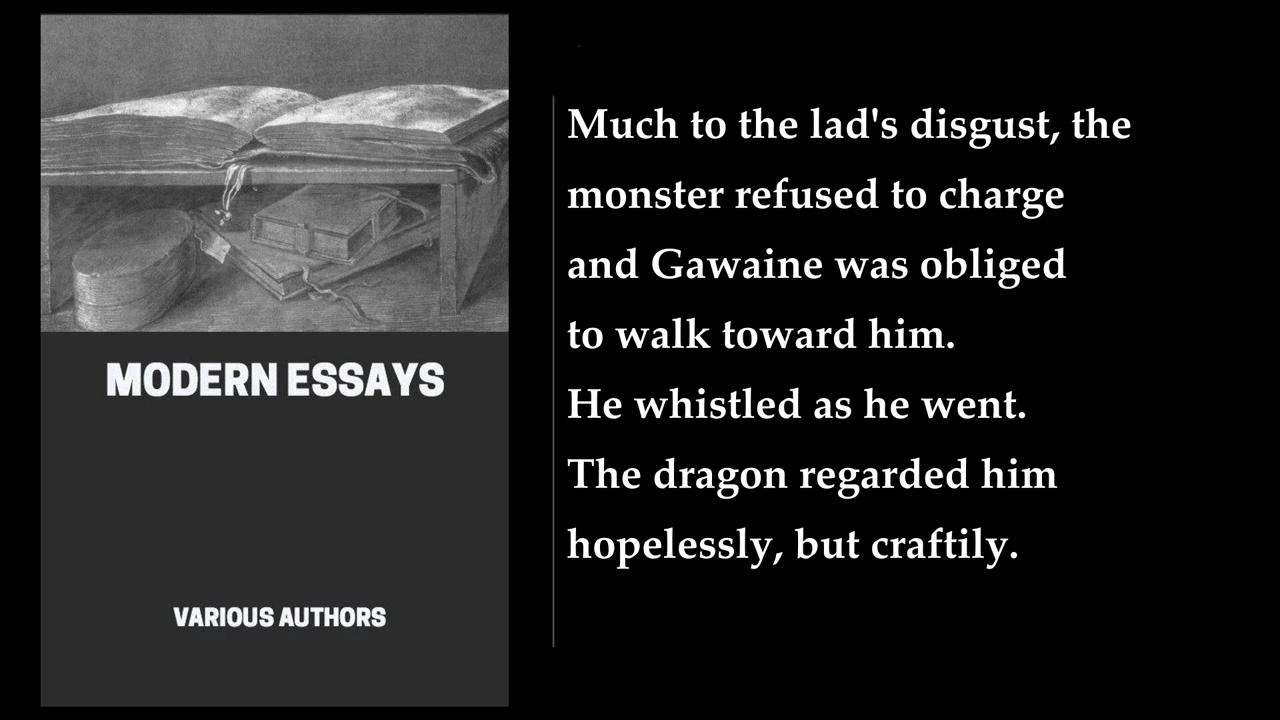 MODERN ESSAYS
VARIOUS AUTHORS
Much to the lad's disgust, the
monster refused to charge
and Gawaine was obliged
to walk toward him.
He whistled as he went.
The dragon regarded him
hopelessly, but craftily.